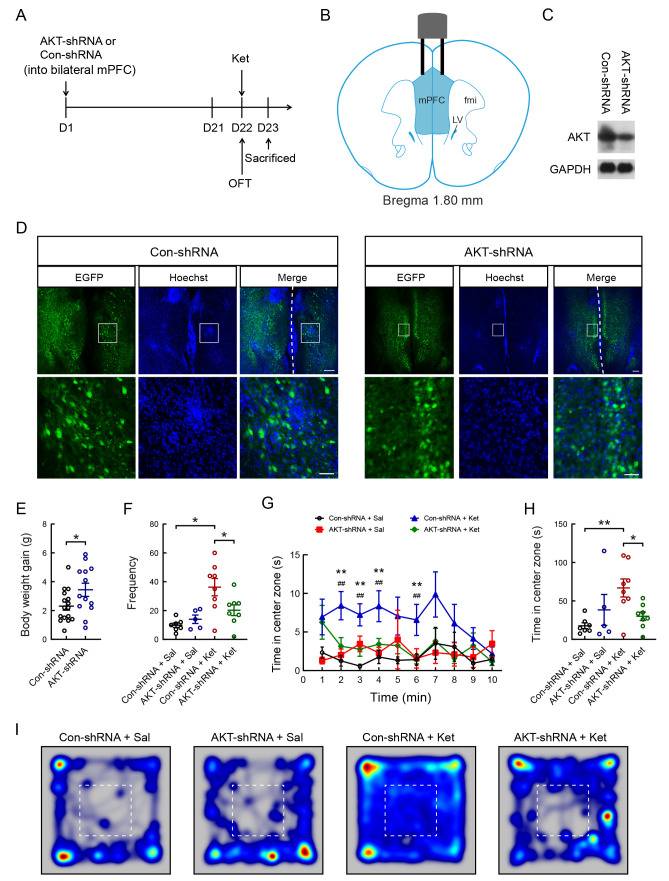 A
AKT-shRNA or
Con-shRNA
(into bilateral mPFC)
Ket
D1
D21
D22
D23
Sacrificed
OFT
B
mPFC
fmi
LV
Bregma 1.80 mm
C
Con-shRNA
AKT-shRNA
AKT
GAPDH
D
Con-shRNA
EGFP
Hoechst
Merge
AKT-shRNA
EGFP
Hoechst
Merge
E
Body weight gain (g)
8
6
4
2
0
*
Con-shRNA
AKT-shRNA
F
Frequency
80
60
40
20
0
*
*
Con-shRNA + Sal
AKT-shRNA + Sal
Con-shRNA + Ket
AKT-shRNA + Ket
G
Con-shRNA + Sal
AKT-shRNA + Sal
Con-shRNA + Ket
AKT-shRNA + Ket
Time in center zone (s)
15
10
5
0
** ** ** **
## ## ## ##
0 1 2 3 4 5 6 7 8 9 10
Time (min)
H
Time in center zone (s)
150
100
50
0
**
*
Con-shRNA + Sal
AKT-shRNA + Sal
Con-shRNA + Ket
AKT-shRNA + Ket
I
Con-shRNA + Sal
AKT-shRNA + Sal
Con-shRNA + Ket
AKT-shRNA + Ket